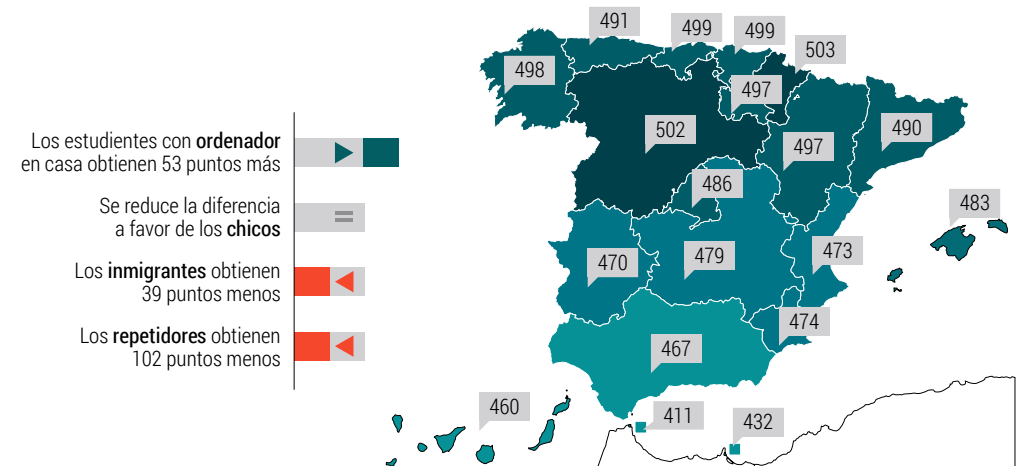 Los estudientes con ordenador
en casa obtienen 53 puntos más
Se reduce la diferencia
a favor de los chicos
Los inmigrantes obtienen
39 puntos menos
Los repetidores obtienen
102 puntos menos
491
499
499
503
498
497
502
497
490
486
483
470
479
473
474
467
460
411
432